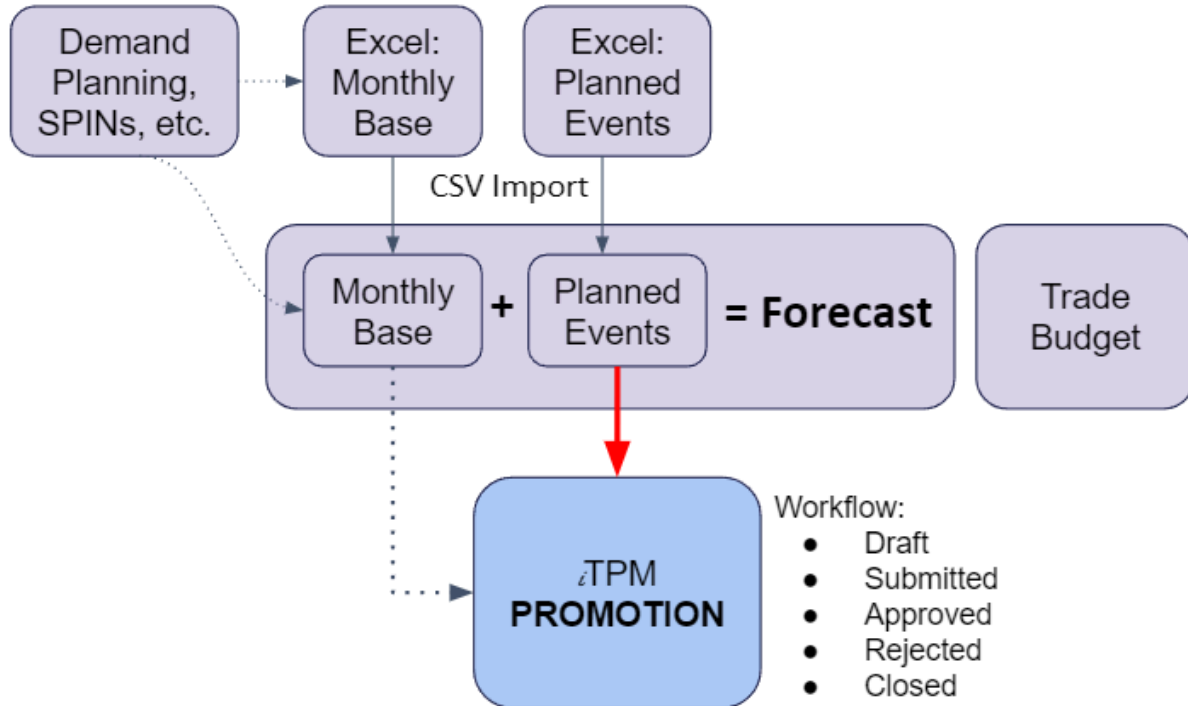 Demand
Planning,
SPINs, etc.
Excel:
Monthly
Base
Excel:
Planned
Events
CSV Import
Monthly
Base
+
Planned
Events
= Forecast
Trade
Budget
iTPM
PROMOTION
Workflow:
● Draft
● Submitted
● Approved
● Rejected
● Closed